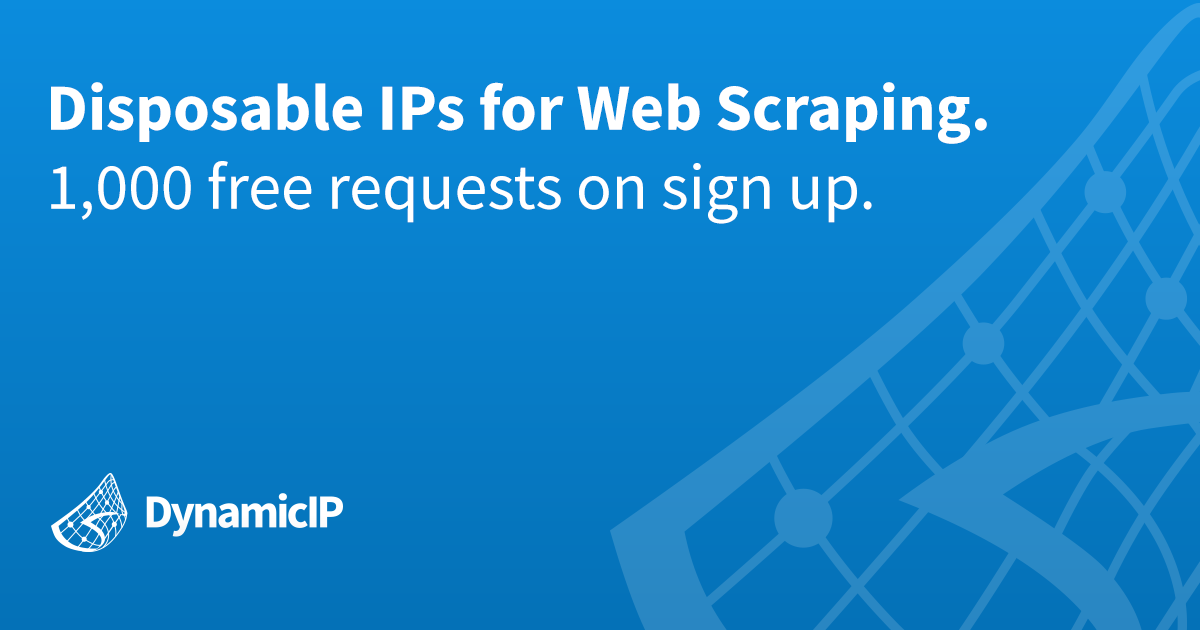 Disposable IPs for Web Scraping.
1,000 free requests on sign up.
DynamicIP